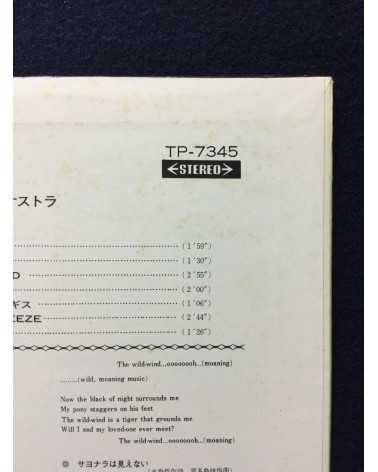 TP-7345
STEREO
ストラ
(1′59″)
(1′30″)
D (2′55″)
(2′00″)
ギス (1′06″)
EEZE (2′44″)
(1′26″)
The wild-wind...oooooooh...(moaning)
........(wild, moaning music)
Now the black of night surrounds me
My pony staggers on his feet
The wild-wind is a tiger that grounds me
Will I and my loved-one ever meet?
The wild-wind...oooooooh..(moaning)
◎ サヨナラは見えない